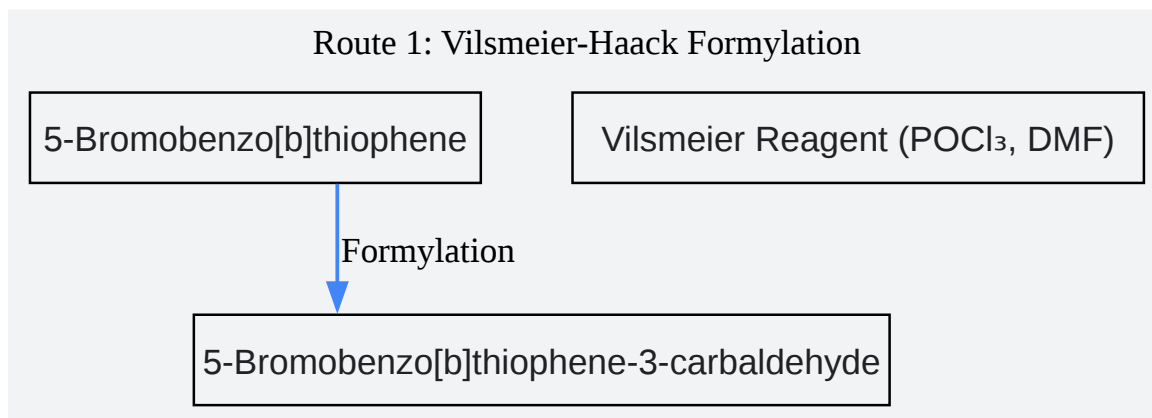 Route 1: Vilsmeier-Haack Formylation
5-Bromobenzo[b]thiophene
Vilsmeier Reagent (POCl₃, DMF)
Formylation
5-Bromobenzo[b]thiophene-3-carbaldehyde